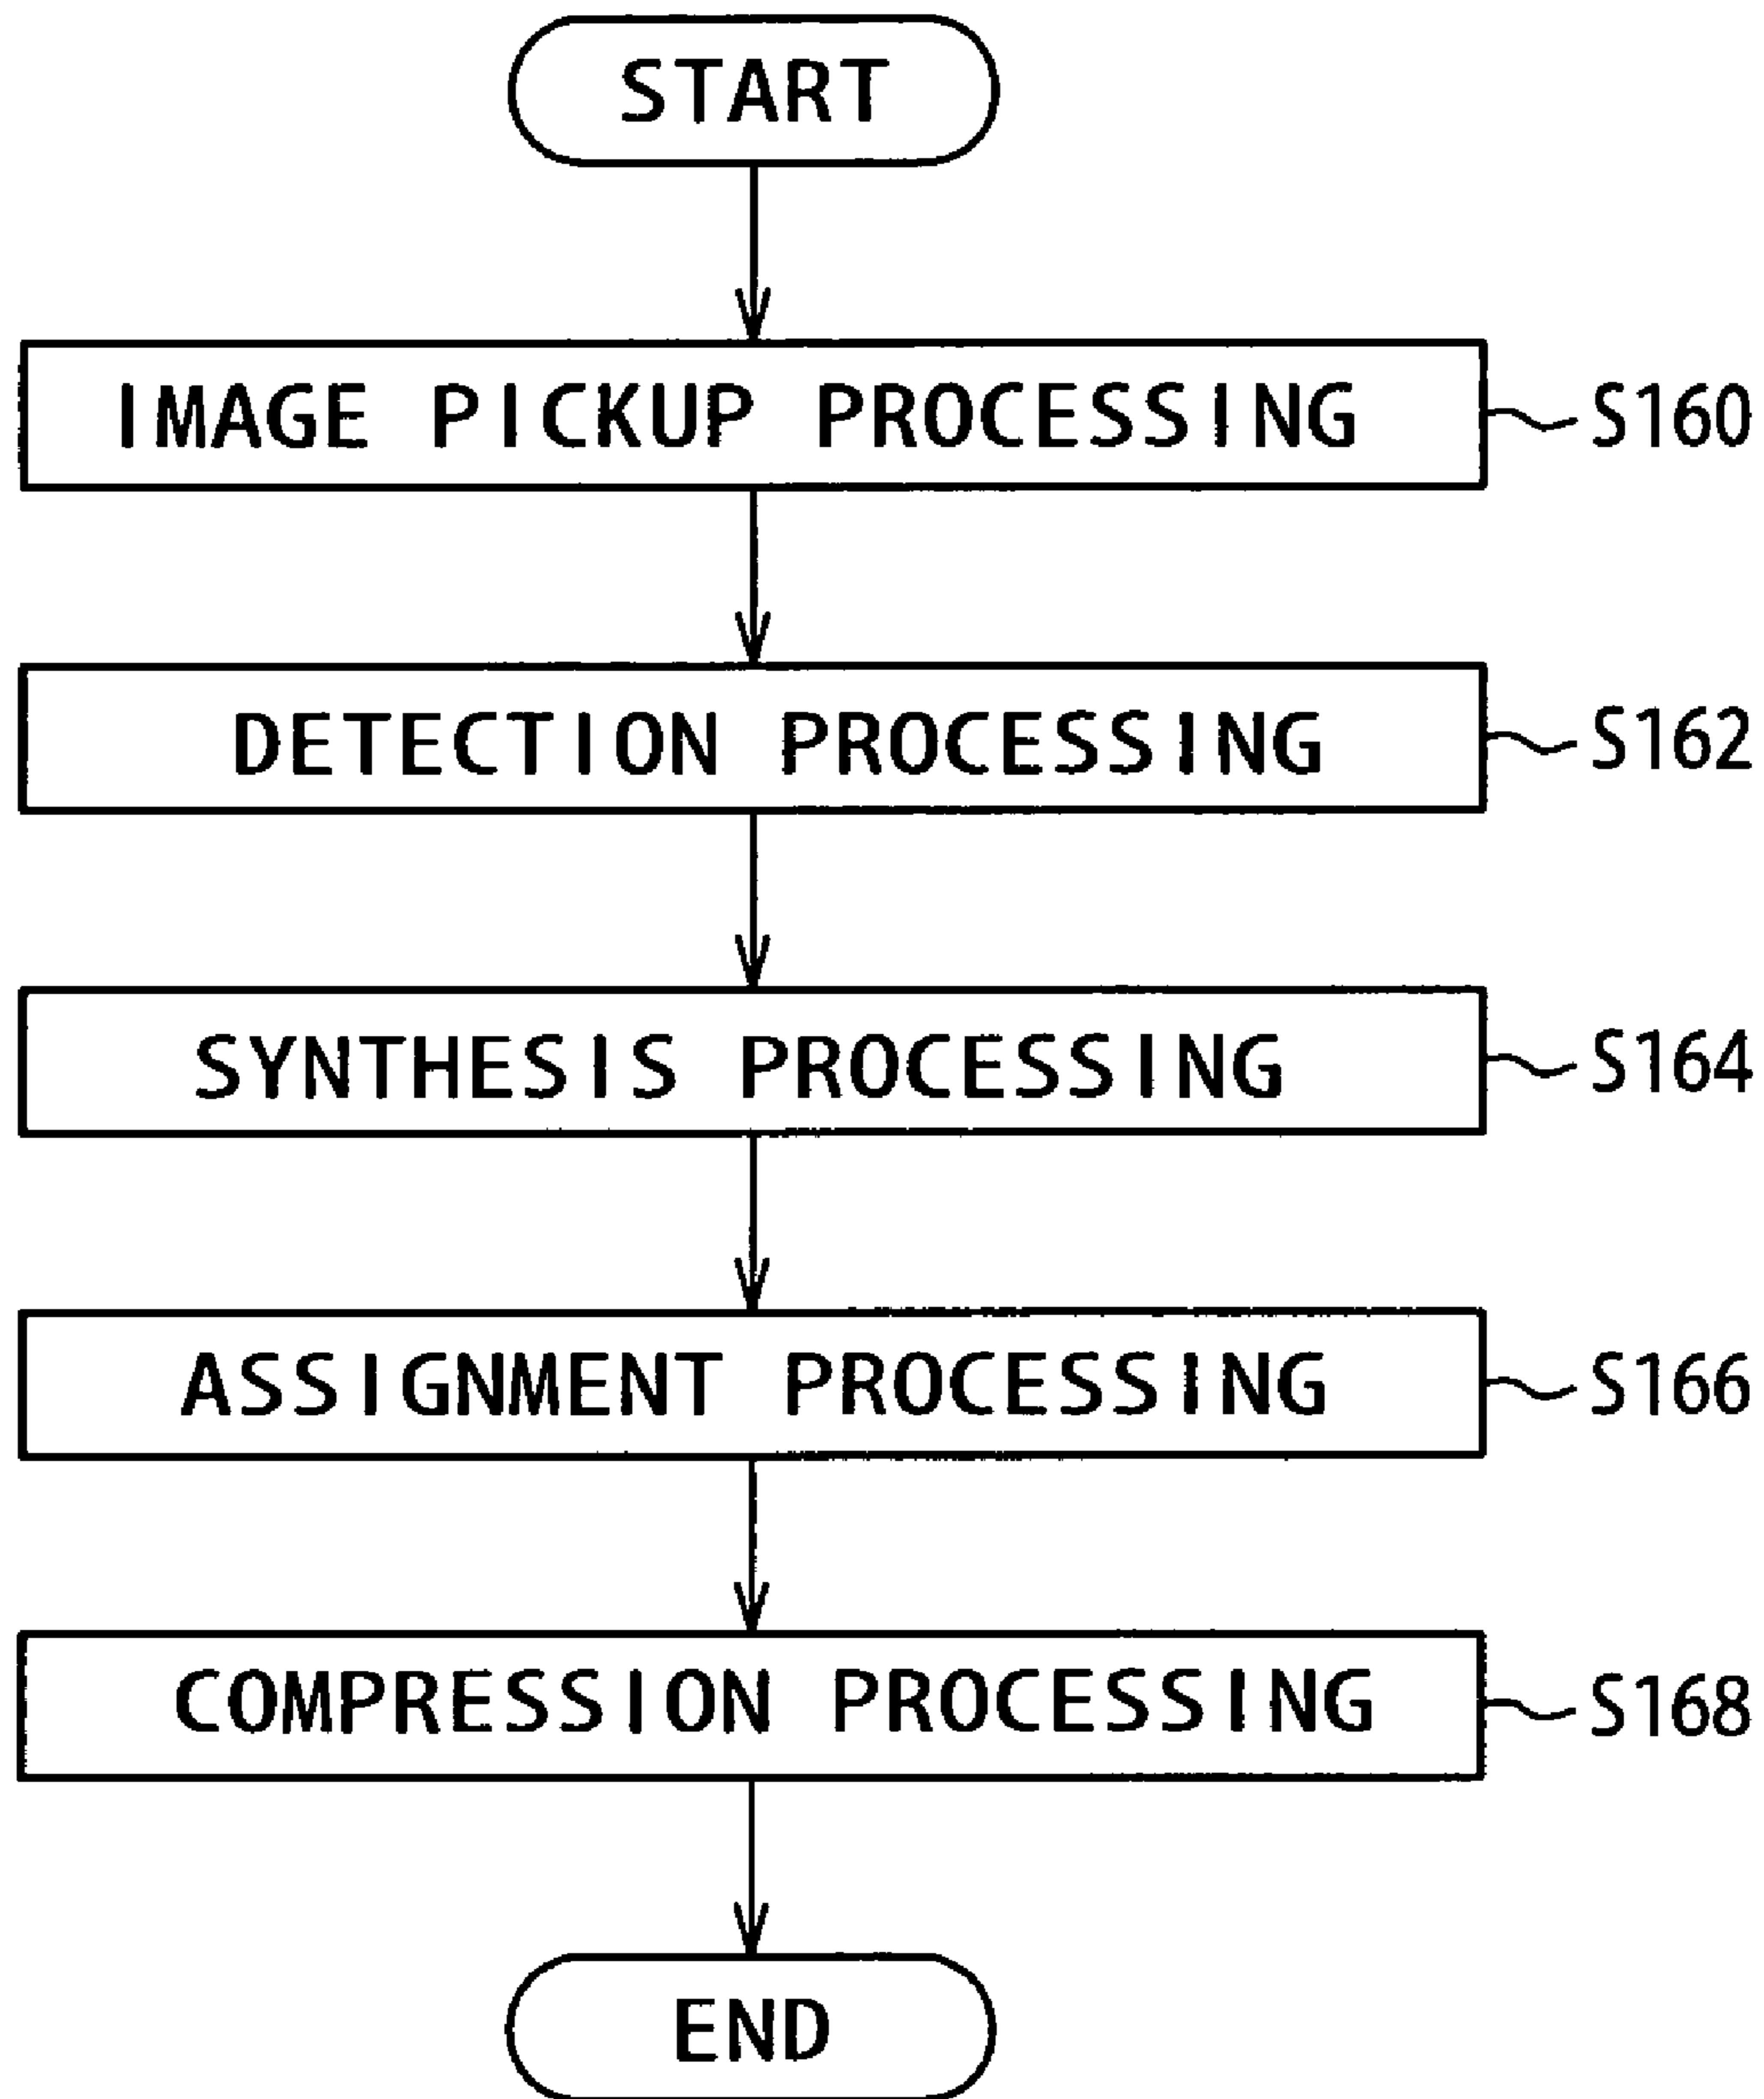 START
IMAGE PICKUP PROCESSING S160
DETECTION PROCESSING S162
SYNTHESIS PROCESSING S164
ASSIGNMENT PROCESSING S166
COMPRESSION PROCESSING S168
END